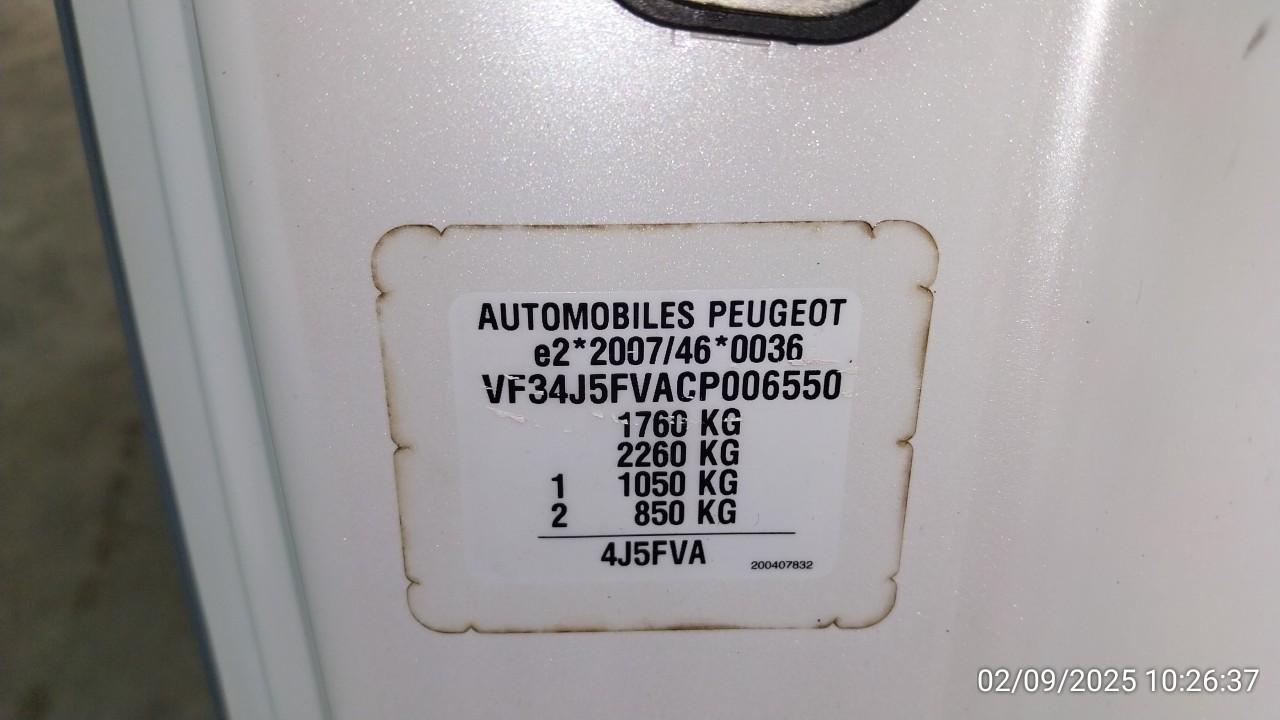 AUTOMOBILES PEUGEOT
e2*2007/46*0036
VF34J5FVACP006550
1760 KG
2260 KG
1 1050 KG
2 850 KG
4J5FVA
200407832
02/09/2025 10:26:37